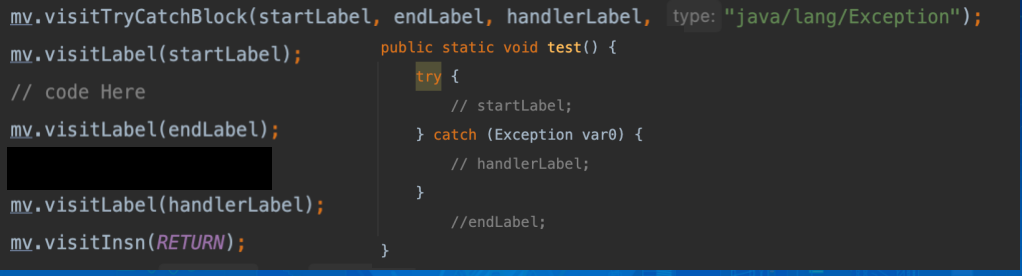 mv.visitTryCatchBlock(startLabel, endLabel, handlerLabel, type: "java/lang/Exception");
mv.visitLabel(startLabel);
// code Here
mv.visitLabel(endLabel);
mv.visitLabel(handlerLabel);
mv.visitInsn(RETURN);
public static void test() {
try {
// startLabel;
} catch (Exception var0) {
// handlerLabel;
}
//endLabel;
}